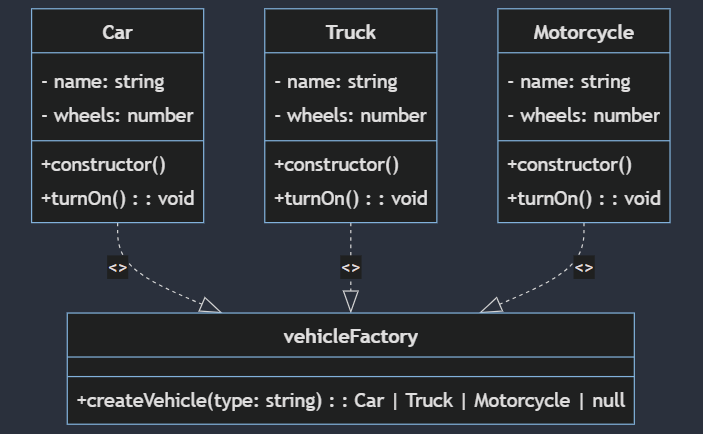 Car
- name: string
- wheels: number
+constructor()
+turnOn() : : void
Truck
- name: string
- wheels: number
+constructor()
+turnOn() : : void
Motorcycle
- name: string
- wheels: number
+constructor()
+turnOn() : : void
<>
<>
<>
vehicleFactory
+createVehicle(type: string) : : Car | Truck | Motorcycle | null